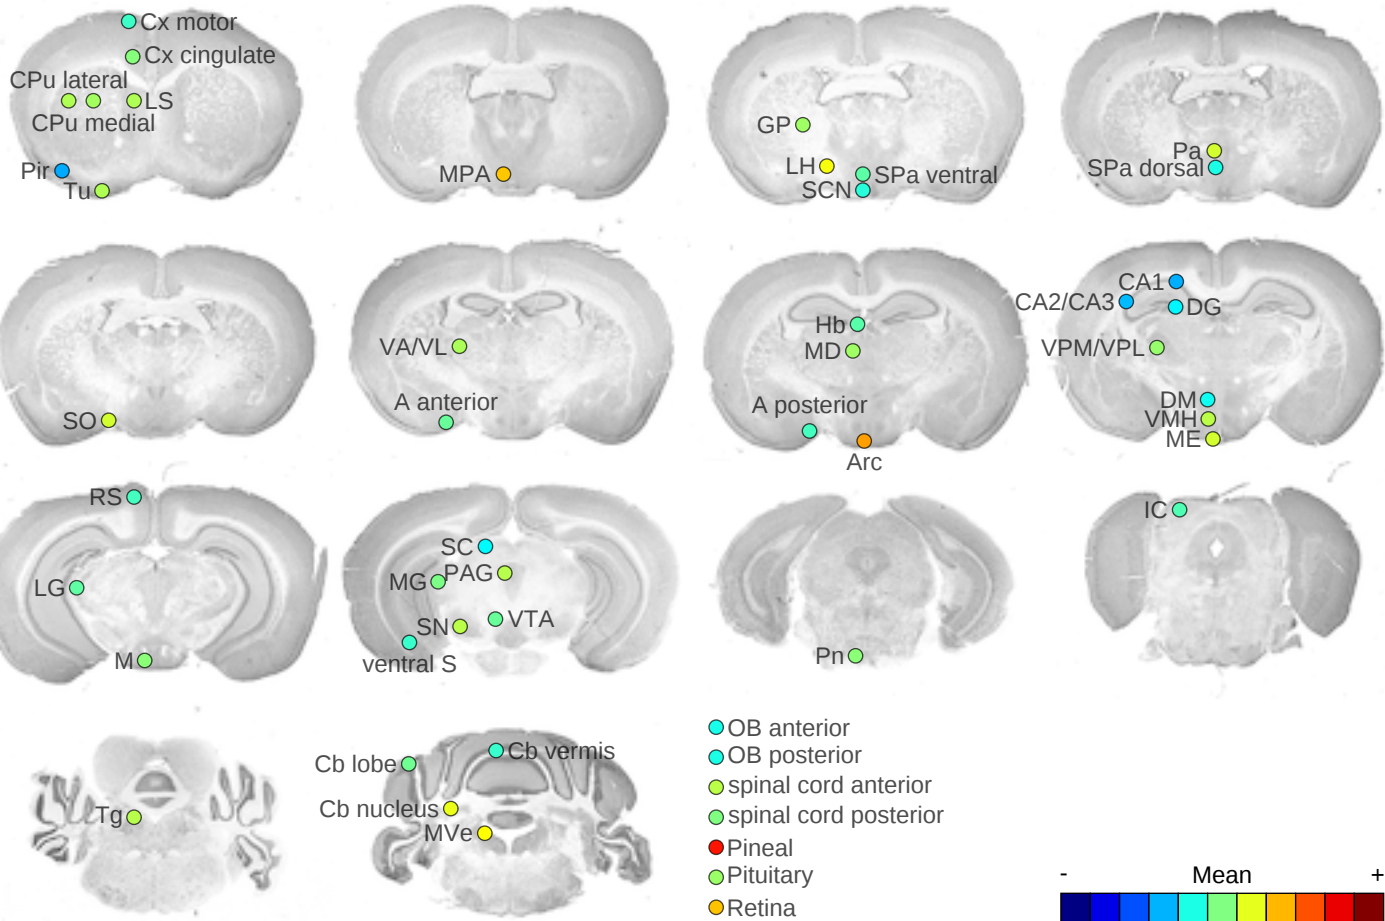 Cx motor
Cx cingulate
CPu lateral
LS
CPu medial
Pir
Tu
MPA
GP
LH
SPa ventral
SCN
Pa
SPa dorsal
SO
VA/VL
A anterior
Hb
MD
A posterior
Arc
CA1
CA2/CA3
DG
VPM/VPL
DM
VMH
ME
RS
LG
M
SC
PAG
MG
VTA
SN
ventral S
Pn
IC
Tg
Cb vermis
Cb lobe
Cb nucleus
MVe
OB anterior
OB posterior
spinal cord anterior
spinal cord posterior
Pineal
Pituitary
Retina
- Mean +